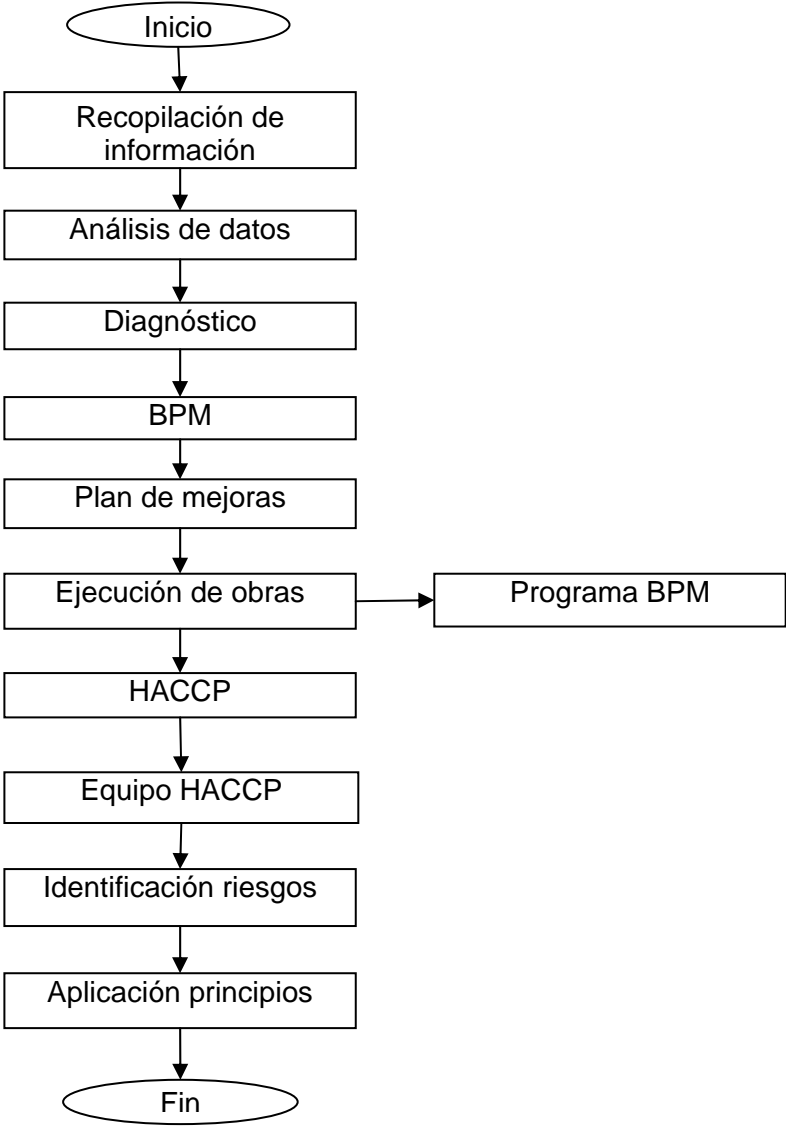 Inicio
Recopilación de
información
Análisis de datos
Diagnóstico
BPM
Plan de mejoras
Ejecución de obras
Programa BPM
HACCP
Equipo HACCP
Identificación riesgos
Aplicación principios
Fin